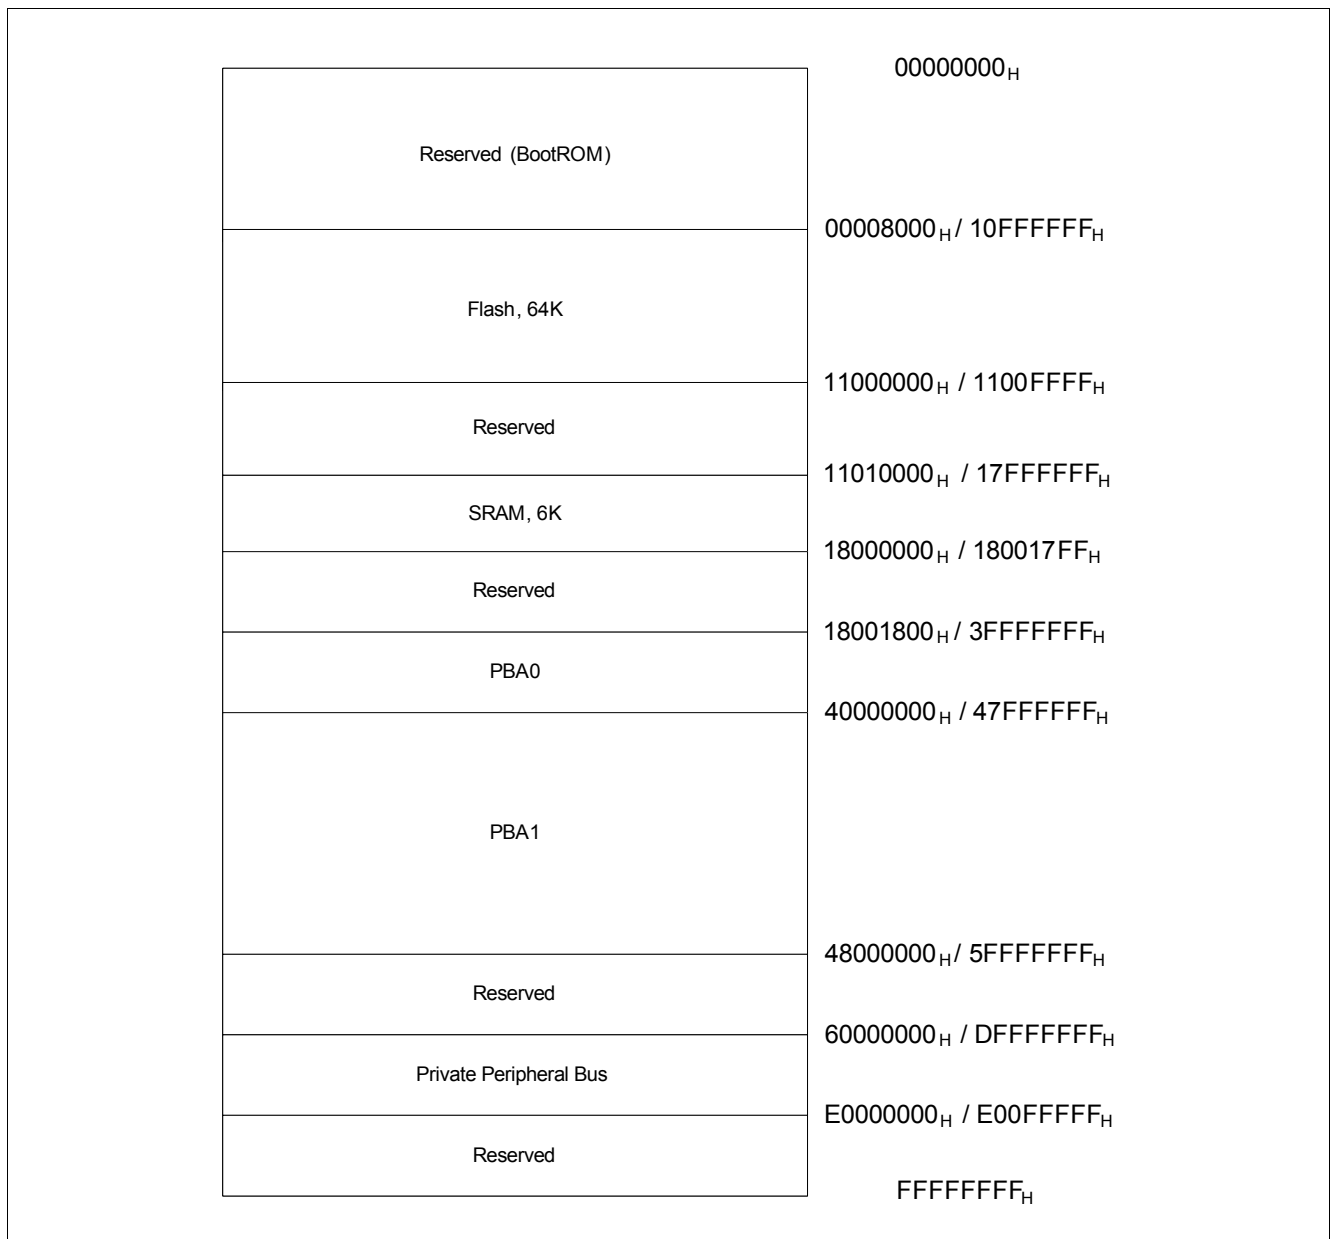 00000000H
Reserved (BootROM)
00008000H / 10FFFFFFH
Flash, 64K
11000000H / 1100FFFFH
Reserved
11010000H / 17FFFFFFH
SRAM, 6K
18000000H / 180017FFH
Reserved
18001800H / 3FFFFFFFH
PBA0
40000000H / 47FFFFFFH
PBA1
48000000H / 5FFFFFFFH
Reserved
60000000H / DFFFFFFFH
Private Peripheral Bus
E0000000H / E00FFFFFH
Reserved
FFFFFFFFH